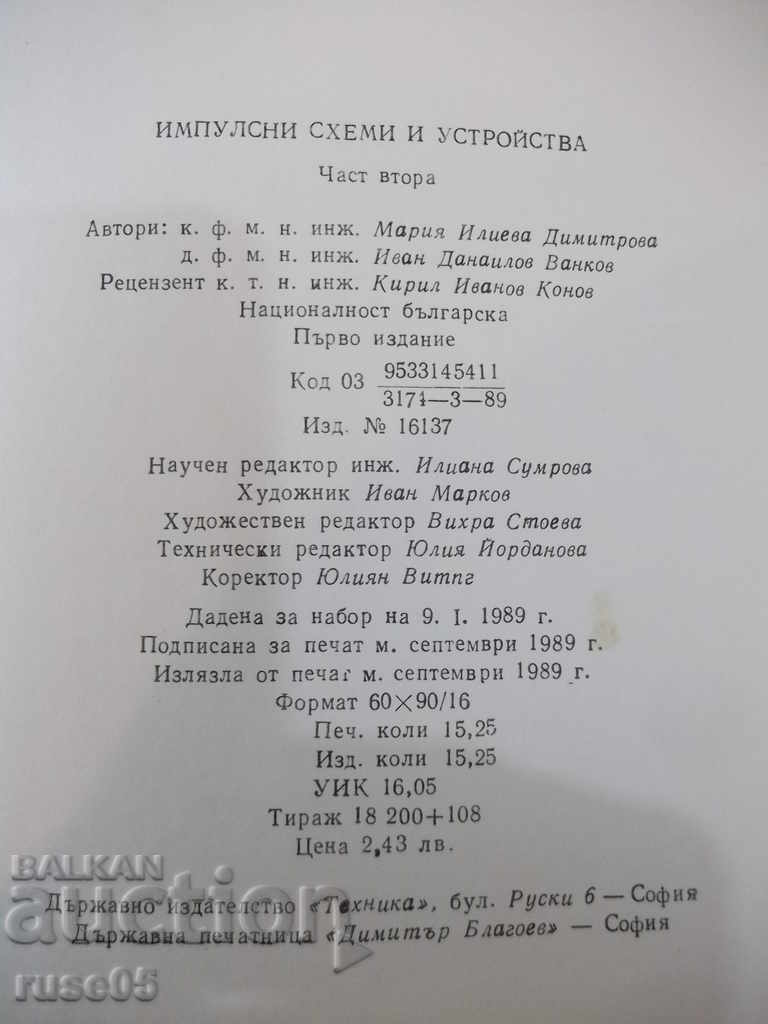 ИМПУЛСНИ СХЕМИ И УСТРОЙСТВА
Част втора
Автори: к. ф. м. н. инж. Мария Илиева Димитрова
д. ф. м. н. инж. Иван Данаилов Ванков
Рецензент к. т. н. инж. Кирил Иванов Конов
Националност българска
Първо издание
Код 03 9533145411
3171—3—89
Изд. № 16137
Научен редактор инж. Илиана Сумрова
Художник Иван Марков
Художествен редактор Вихра Стоева
Технически редактор Юлия Йорданова
Коректор Юлиян Витпг
Дадена за набор на 9. I. 1989 г.
Подписана за печат м. септември 1989 г.
Излязла от печат м. септември 1989 г.
Формат 60×90/16
Печ. коли 15,25
Изд. коли 15,25
УИК 16,05
Тираж 18 200+108
Цена 2,43 лв.
Държавно издателство «Техника», бул. Руски 6 — София
Държавна печатница «Димитър Благоев» — София
BALKAN
auction
ruse05